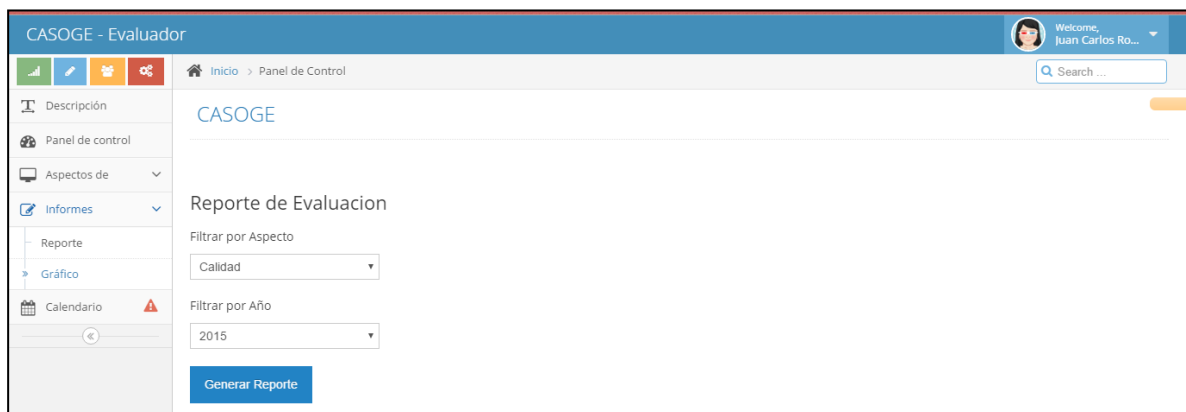 CASOGE - Evaluador
Welcome,
Juan Carlos Ro...
Inicio > Panel de Control
Search ...
Descripción
Panel de control
Aspectos de
Informes
Reporte
» Gráfico
Calendario
CASOGE
Reporte de Evaluacion
Filtrar por Aspecto
Calidad
Filtrar por Año
2015
Generar Reporte